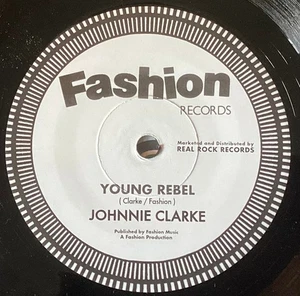 Fashion
RECORDS
Marketed and Distributed by
REAL ROCK RECORDS
YOUNG REBEL
( Clarke / Fashion )
JOHNNIE CLARKE
Published by Fashion Music
A Fashion Production